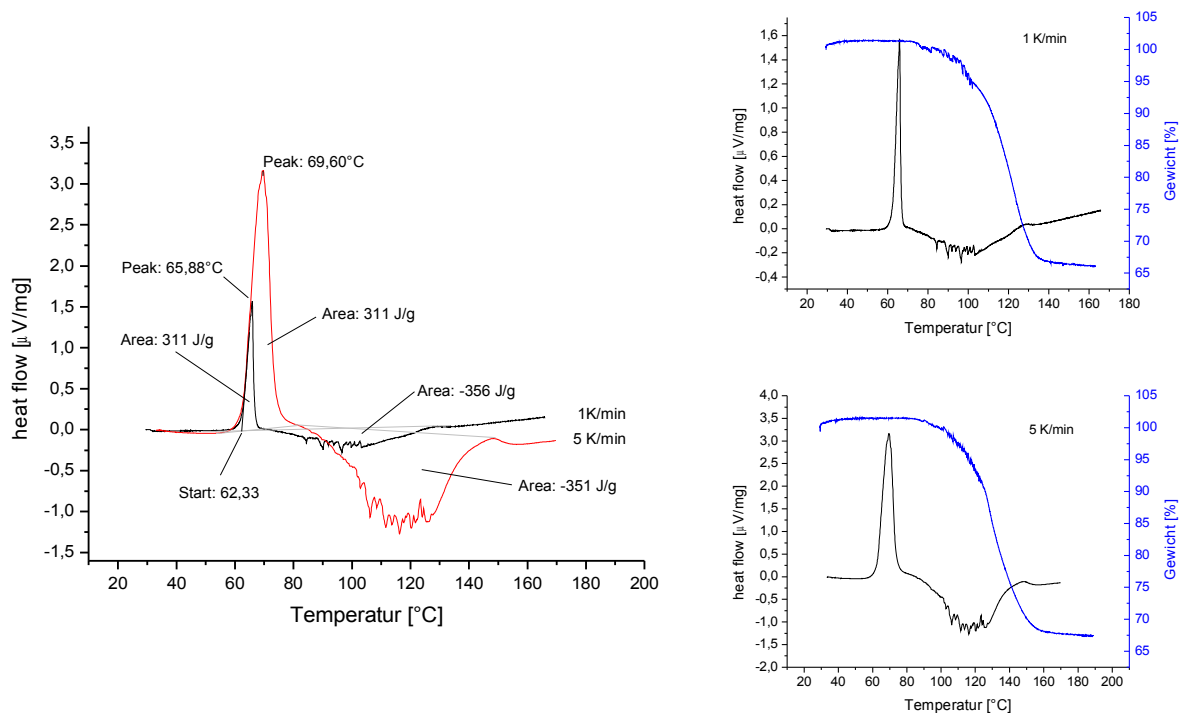 3,5
3,0
2,5
2,0
1,5
1,0
0,5
0,0
-0,5
-1,0
-1,5
heat flow [µV/mg]
20 40 60 80 100 120 140 160 180 200
Temperatur [°C]
Peak: 69,60°C
Peak: 65,88°C
Area: 311 J/g
Area: 311 J/g
Area: -356 J/g
1K/min
5 K/min
Area: -351 J/g
Start: 62,33
1,6
1,4
1,2
1,0
0,8
0,6
0,4
0,2
0,0
-0,2
-0,4
heat flow [µV/mg]
20 40 60 80 100 120 140 160 180
Temperatur [°C]
1 K/min
105
100
95
90
85
80
75
70
65
Gewicht [%]
4,0
3,5
3,0
2,5
2,0
1,5
1,0
0,5
0,0
-0,5
-1,0
-1,5
-2,0
heat flow [µV/mg]
20 40 60 80 100 120 140 160 180 200
Temperatur [°C]
5 K/min
105
100
95
90
85
80
75
70
65
Gewicht [%]